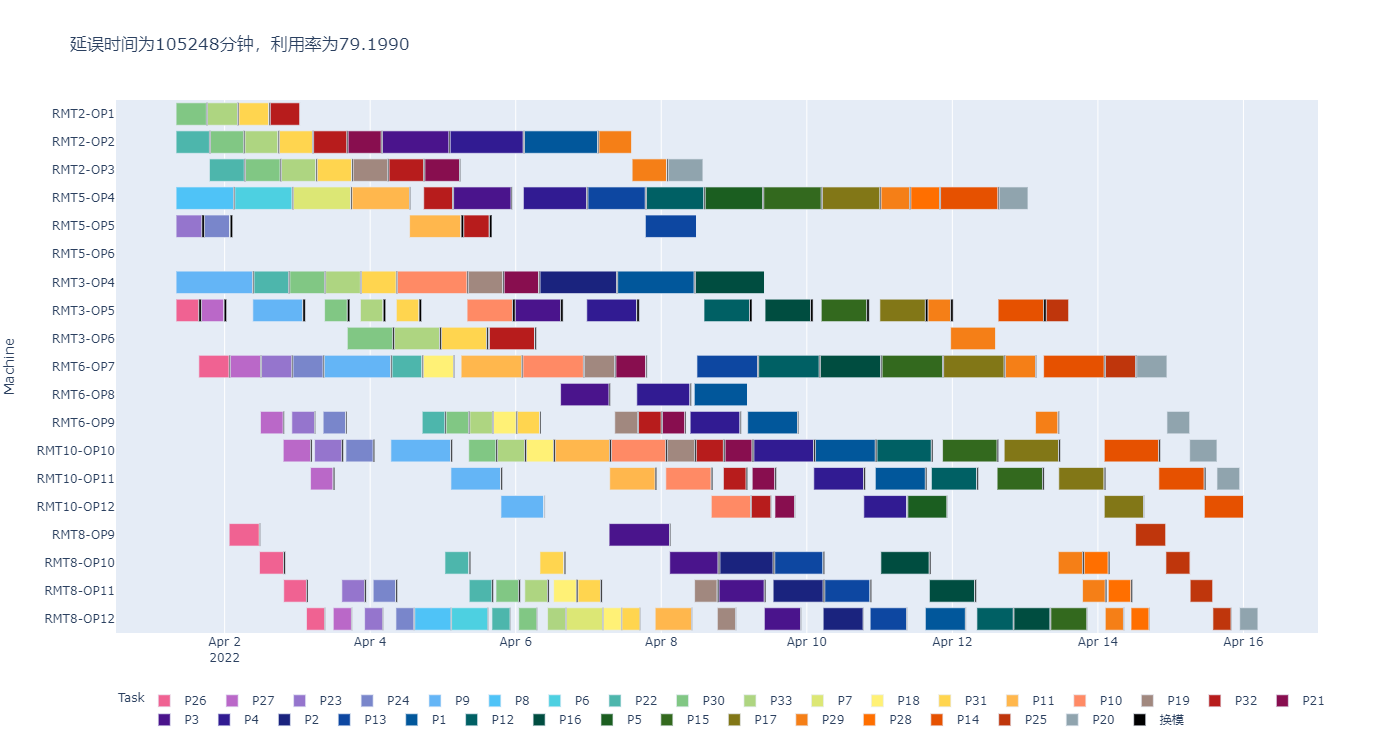 延误时间为105248分钟，利用率为79.1990
Machine
RMT2-OP1
RMT2-OP2
RMT2-OP3
RMT5-OP4
RMT5-OP5
RMT5-OP6
RMT3-OP4
RMT3-OP5
RMT3-OP6
RMT6-OP7
RMT6-OP8
RMT6-OP9
RMT10-OP10
RMT10-OP11
RMT10-OP12
RMT8-OP9
RMT8-OP10
RMT8-OP11
RMT8-OP12
Apr 2 Apr 4 Apr 6 Apr 8 Apr 10 Apr 12 Apr 14 Apr 16
2022
Task P26 P27 P23 P24 P9 P8 P6 P22 P30 P33 P7 P18 P31 P11 P10 P19 P32 P21
P3 P4 P2 P13 P1 P12 P16 P5 P15 P17 P29 P28 P14 P25 P20 换模